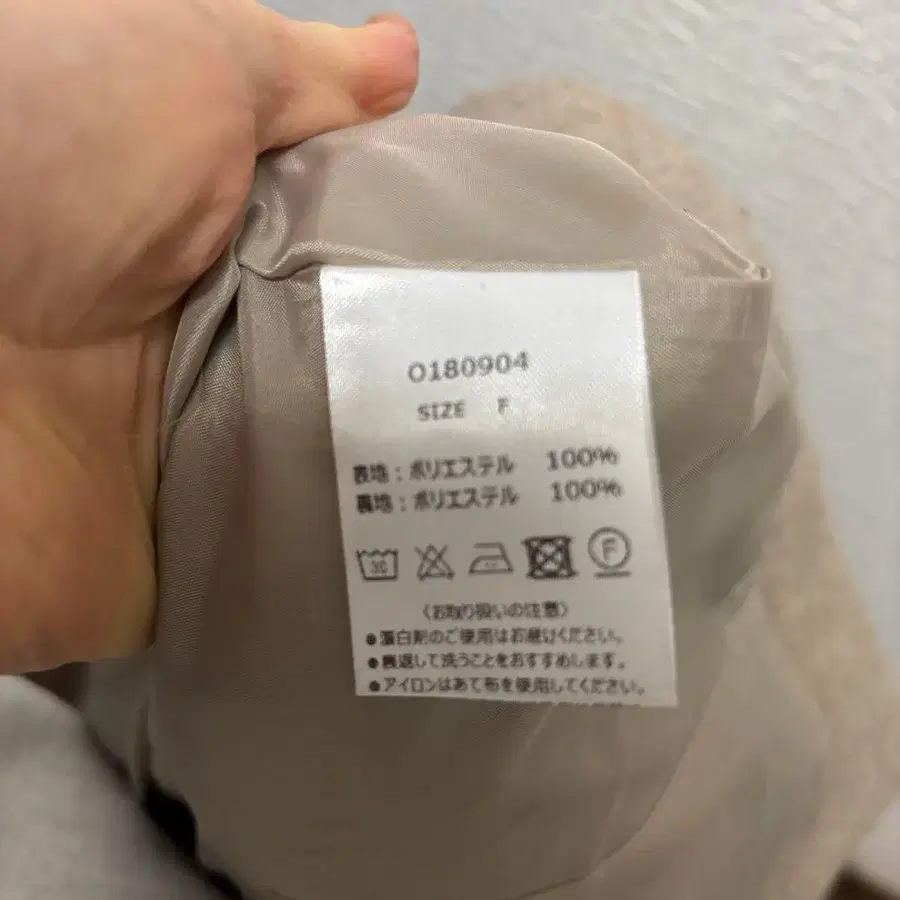 O180904
SIZE F
表地：ポリエステル 100%
裏地：ポリエステル 100%
30
F
〈お取り扱いの注意〉
●蛍白剤のご使用はお避けください。
●裏返して洗うことをおすすめします。
●アイロンはあて布を使用してください。